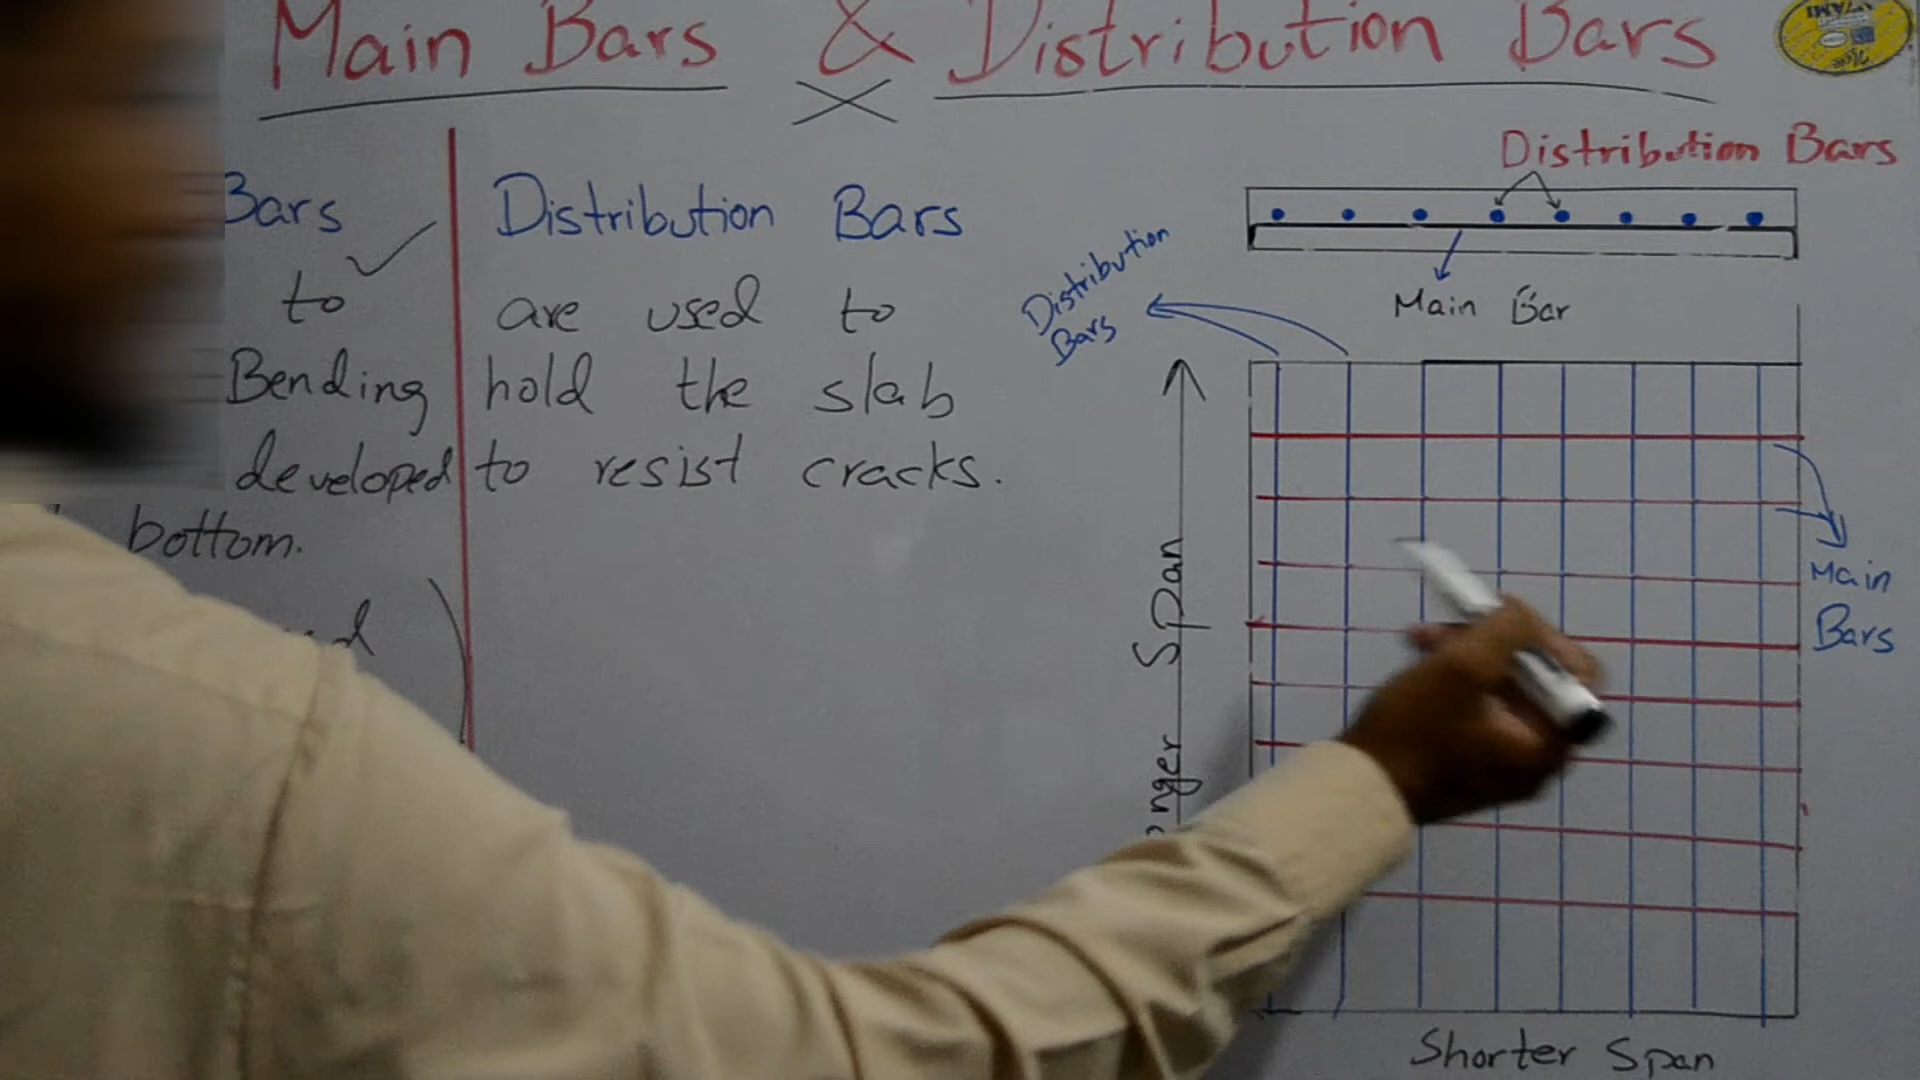 Main Bars & Distribution Bars
Bars
to
Bending
developed
bottom.
Distribution Bars
are used to
hold the slab
to resist cracks.
Distribution Bars
Main Bar
Distribution
Bars
Span
Main
Bars
Shorter Span